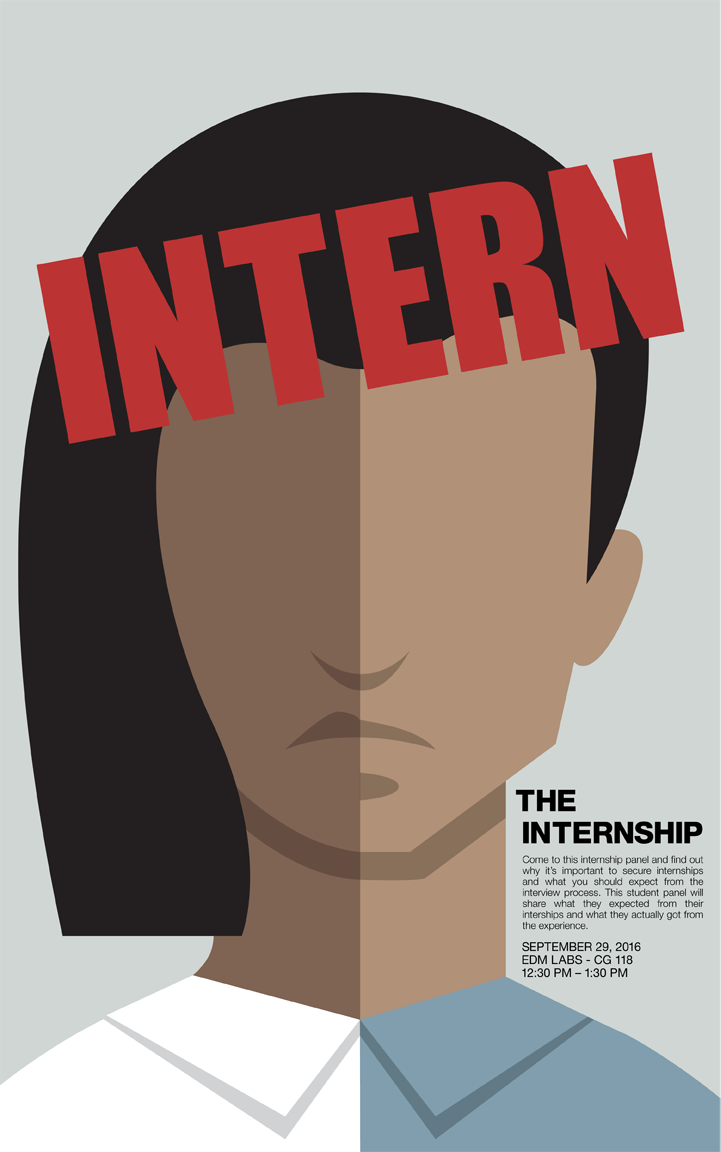 INTERN
THE
INTERNSHIP
Come to this internship panel and find out
why it's important to secure internships
and what you should expect from the
interview process. This student panel will
share what they expected from their
interships and what they actually got from
the experience.
SEPTEMBER 29, 2016
EDM LABS - CG 118
12:30 PM – 1:30 PM